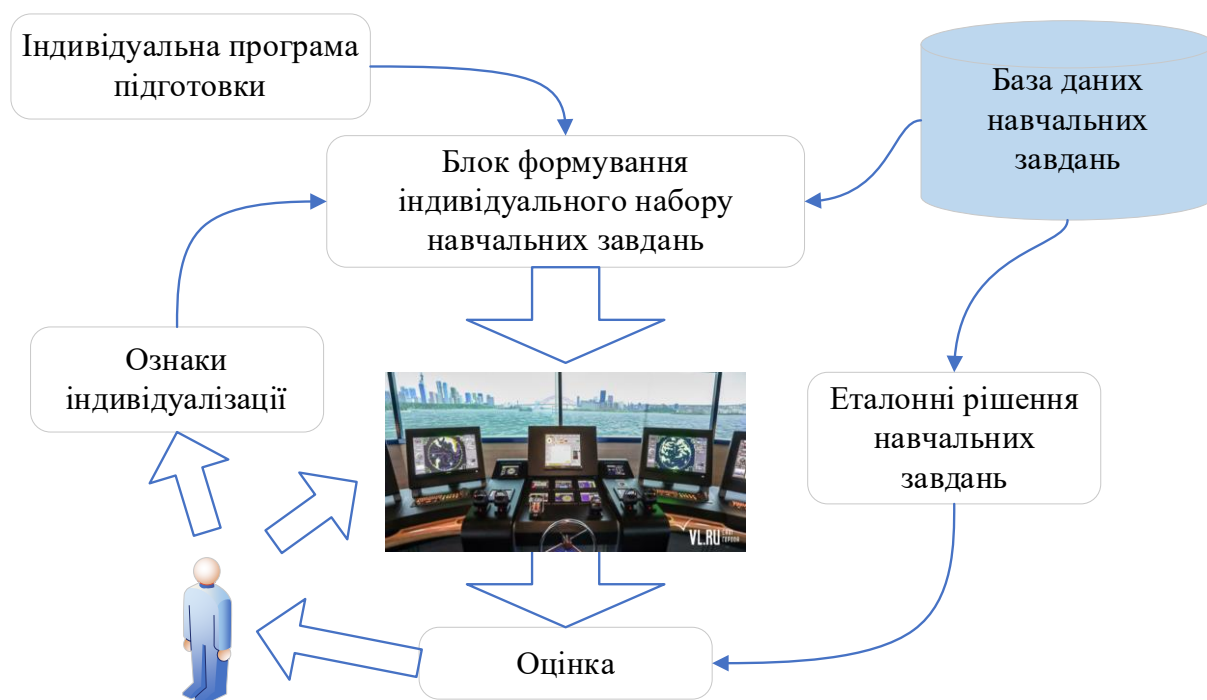 Індивідуальна програма
підготовки
База даних
навчальних
завдань
Блок формування
індивідуального набору
навчальних завдань
Ознаки
індивідуалізації
Еталонні рішення
навчальних
завдань
VL.RU
Оцінка